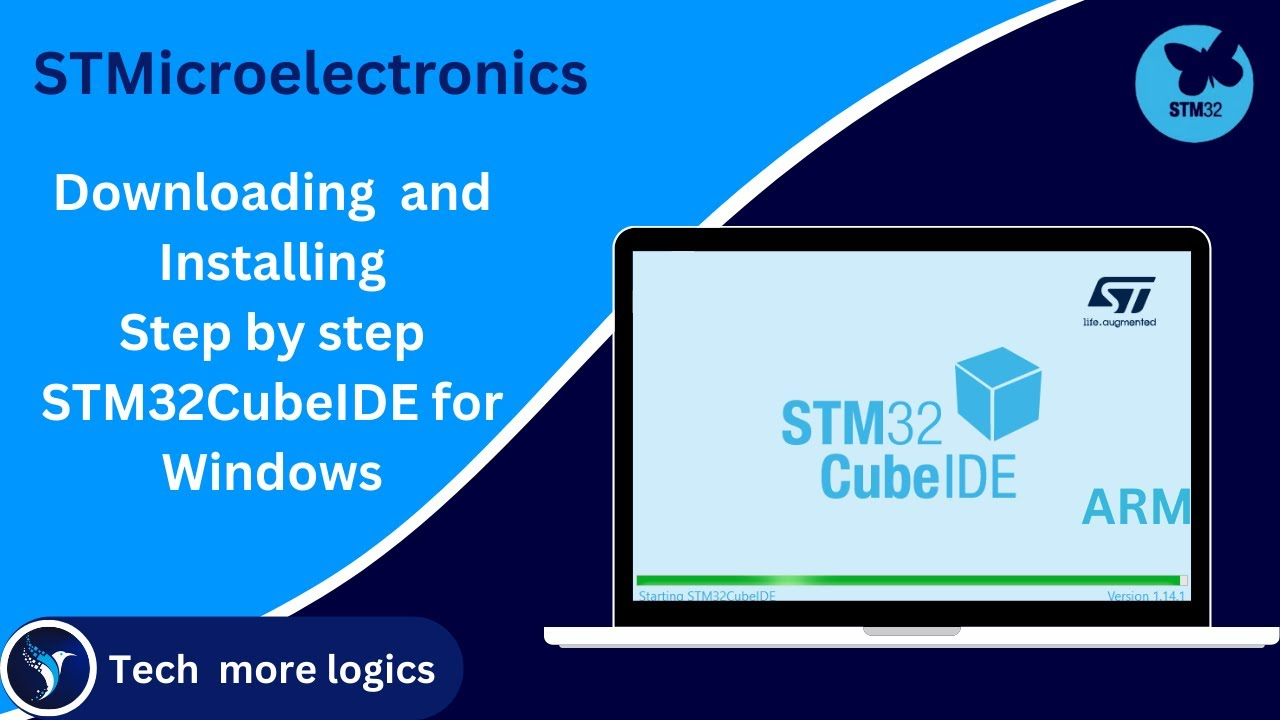 STMicroelectronics
STM32
Downloading and
Installing
Step by step
STM32CubeIDE for
Windows
ST
life.augmented
STM32
CubeIDE
ARM
Starting STM32CubeIDE
Version 1.14.1
Tech more logics